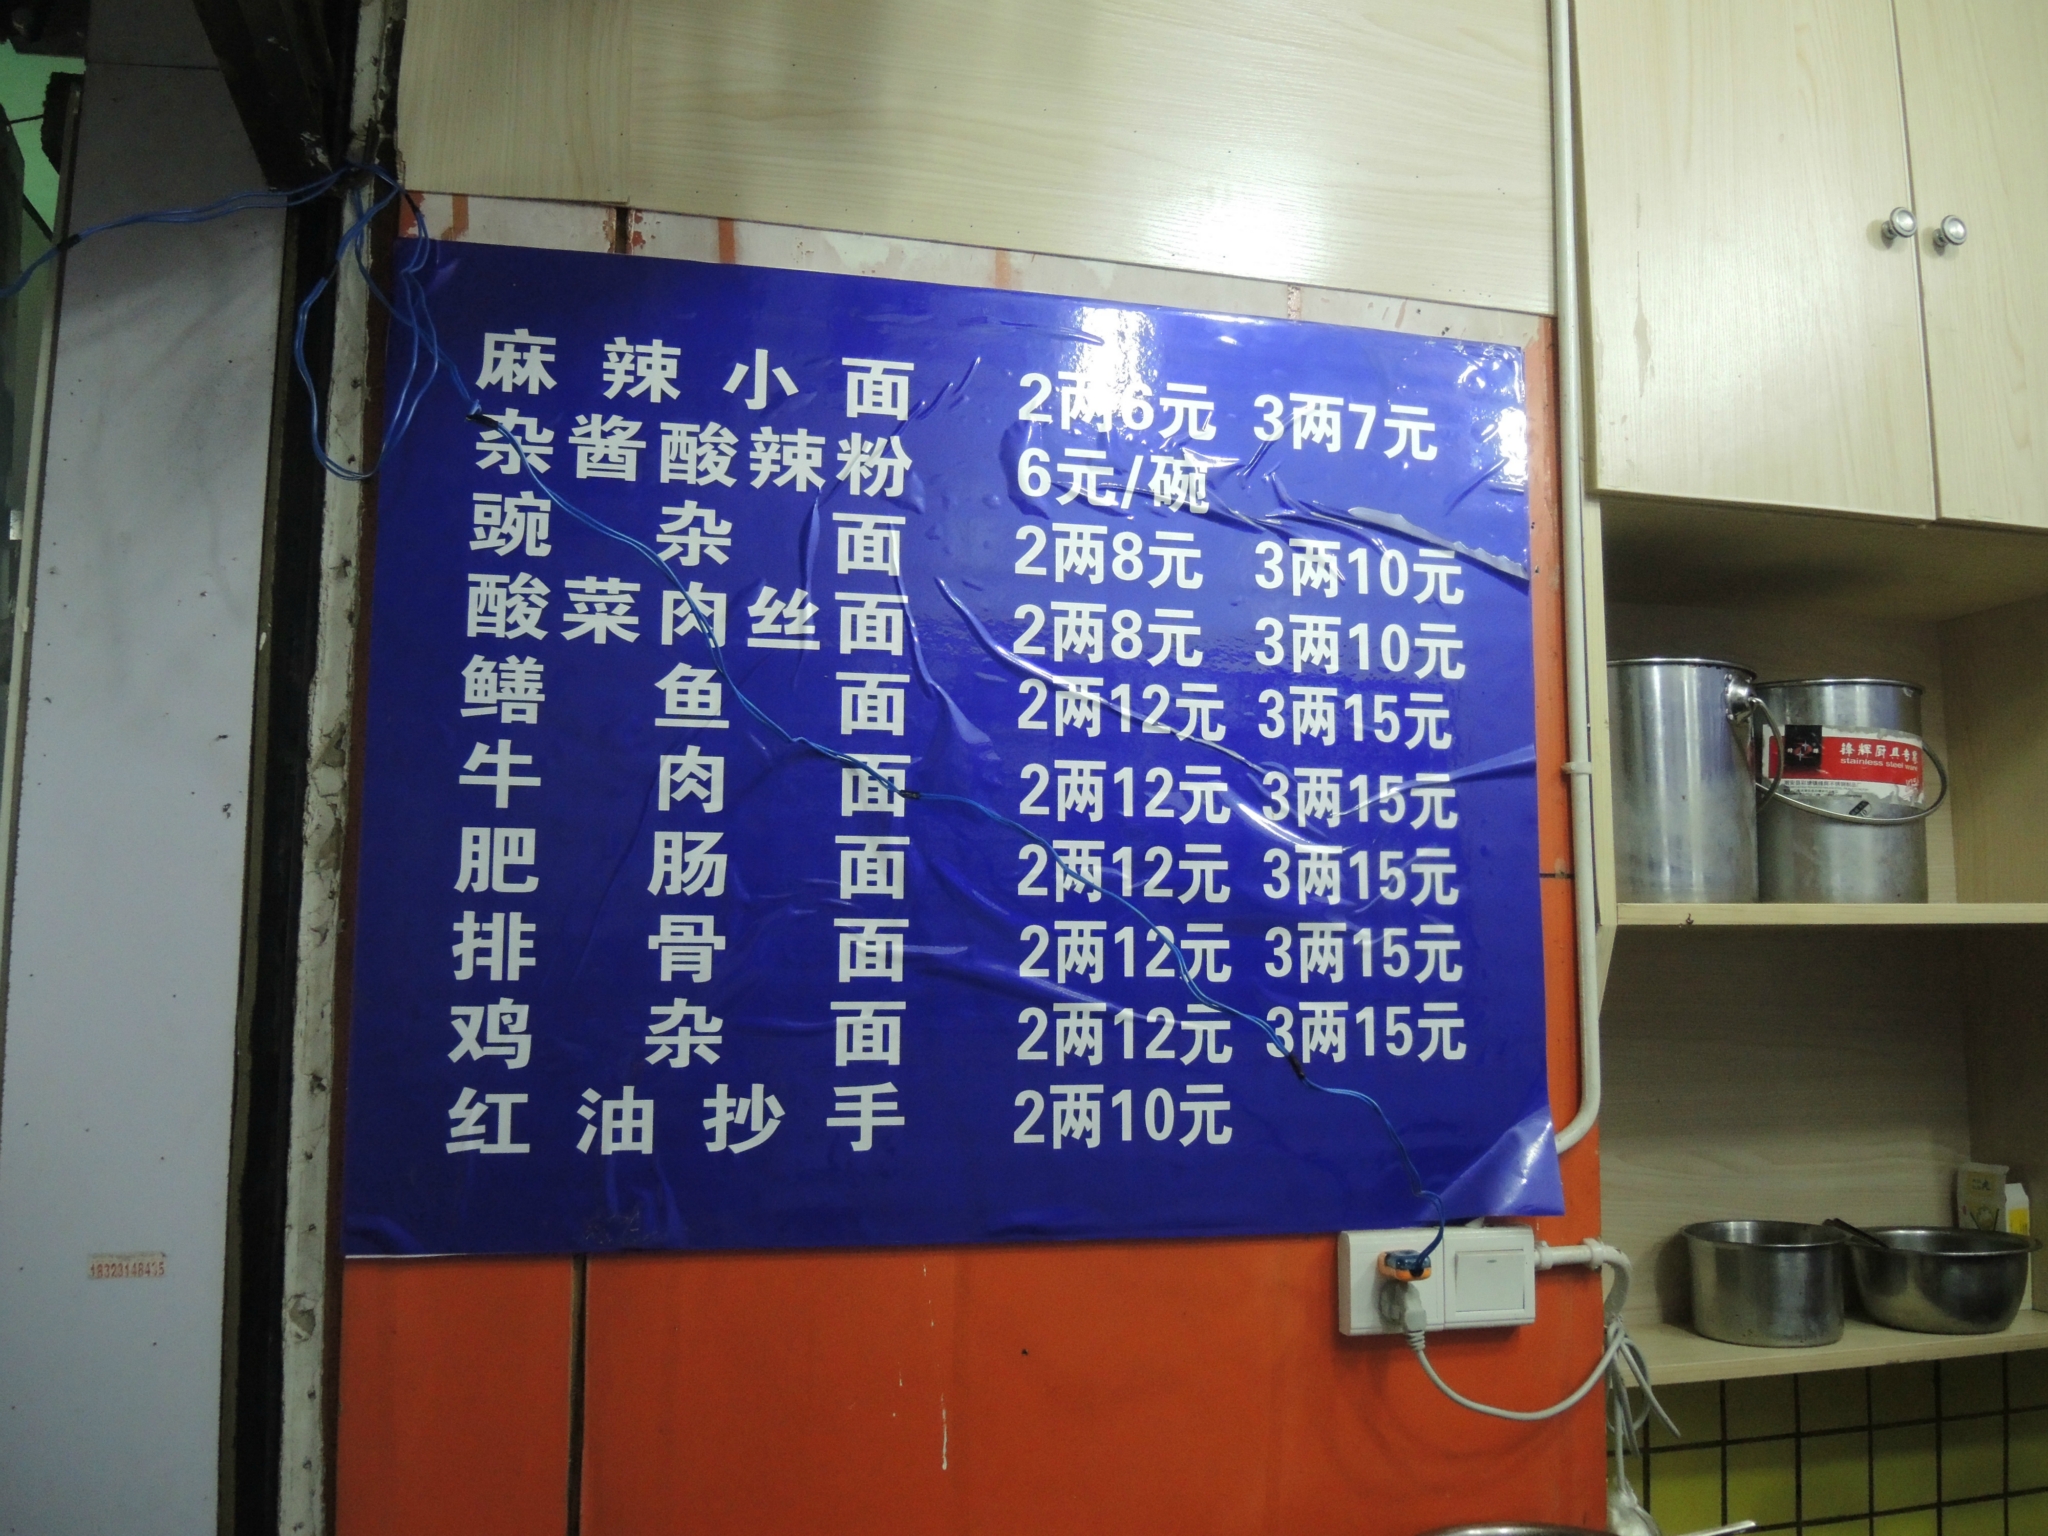 麻辣小面 2两6元 3两7元
杂酱酸辣粉 6元/碗
豌杂面 2两8元 3两10元
酸菜肉丝面 2两8元 3两10元
鳝鱼面 2两12元 3两15元
牛肉面 2两12元 3两15元
肥肠面 2两12元 3两15元
排骨面 2两12元 3两15元
鸡杂面 2两12元 3两15元
红油抄手 2两10元
辉厨具专
stainless steel